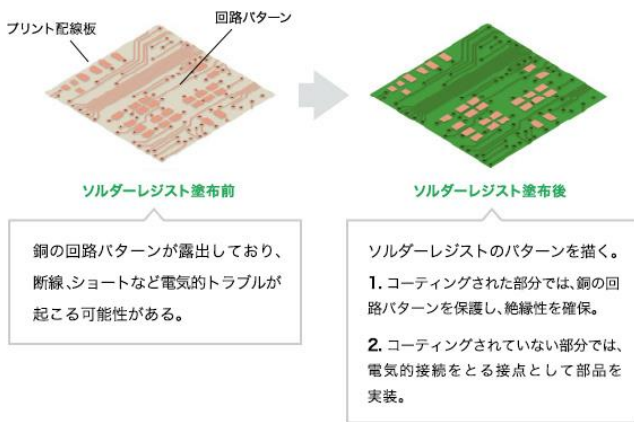 プリント配線板
回路パターン
ソルダーレジスト塗布前
ソルダーレジスト塗布後
銅の回路パターンが露出しており、
断線、ショートなど電気的トラブルが
起こる可能性がある。
ソルダーレジストのパターンを描く。
1. コーティングされた部分では、銅の回
路パターンを保護し、絶縁性を確保。
2. コーティングされていない部分では、
電気的接続をとる接点として部品を
実装。